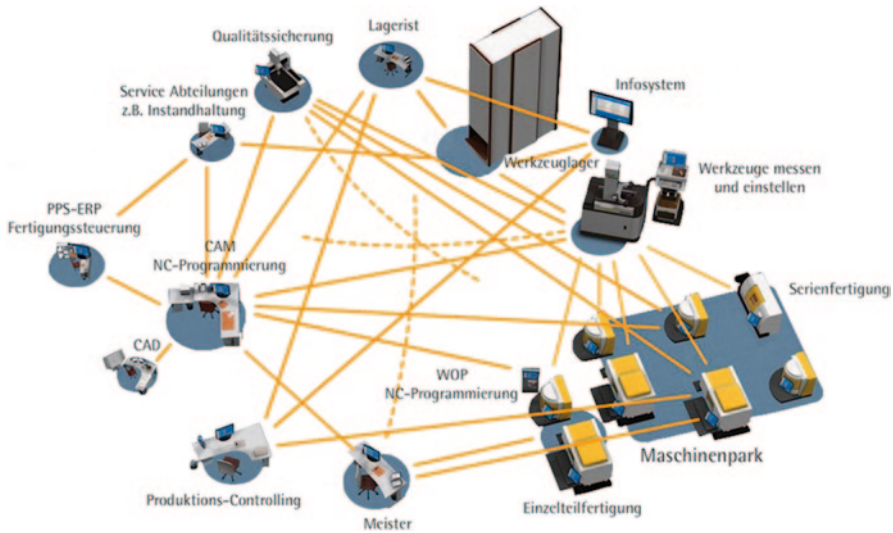 Qualitätssicherung
Lagerist
Service Abteilungen
z.B. Instandhaltung
Infosystem
Werkzeuglager
Werkzeuge messen
und einstellen
PPS-ERP
Fertigungssteuerung
CAM
NC-Programmierung
Serienfertigung
CAD
WOP
NC-Programmierung
Maschinenpark
Produktions-Controlling
Meister
Einzelteilfertigung